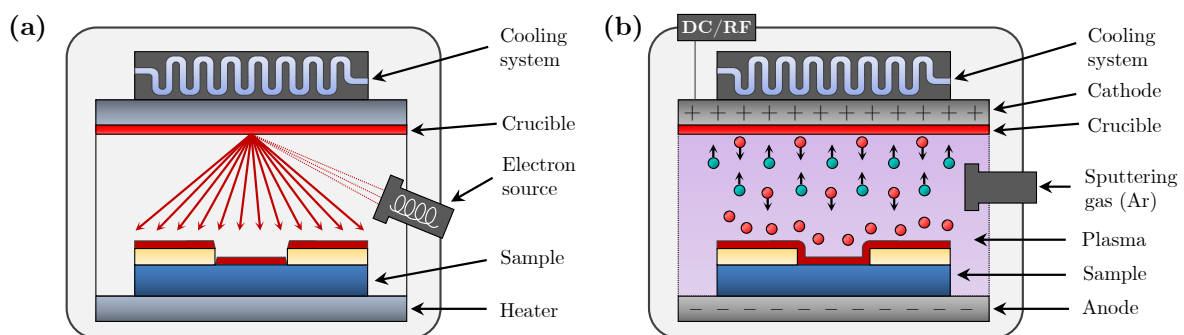 (a)
Cooling
system
Crucible
Electron
source
Sample
Heater
(b)
DC/RF
Cooling
system
Cathode
+ + + + + + + + + +
Crucible
Sputtering
gas (Ar)
Plasma
Sample
Anode
− − − − − − − − − −